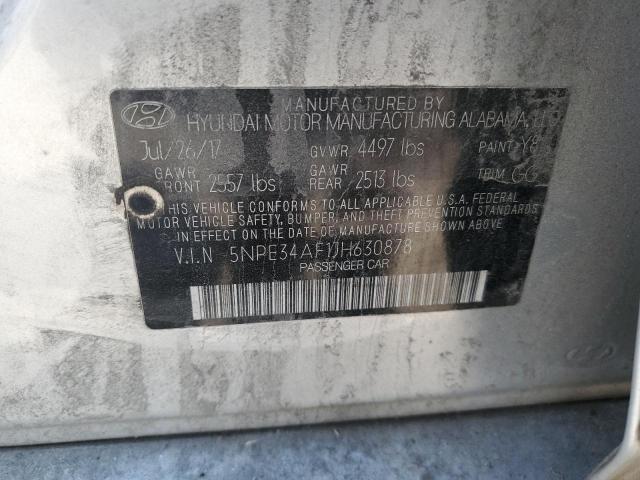 MANUFACTURED BY
HYUNDAI MOTOR MANUFACTURING ALABAMA,
Jul/26/17 GVWR 4497 lbs PAINT
GAWR FRONT 2557 lbs GAWR REAR 2513 lbs TRIM GG
THIS VEHICLE CONFORMS TO ALL APPLICABLE U.S.A. FEDERAL
MOTOR VEHICLE SAFETY, BUMPER, AND THEFT PREVENTION STANDARDS
IN EFFECT ON THE DATE OF MANUFACTURE SHOWN ABOVE.
V.I.N 5NPE34AF1JH630878
PASSENGER CAR